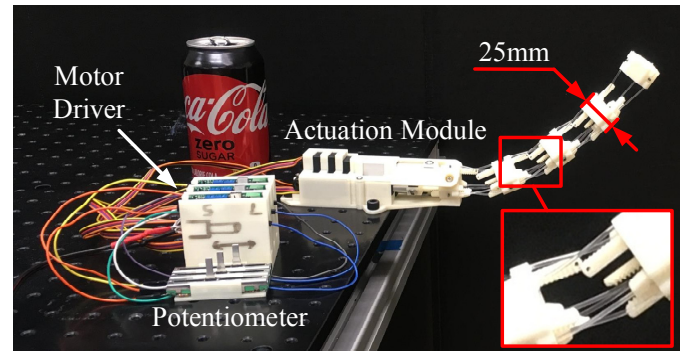 25mm
Motor
Driver
Coca-Cola
zero
SUGAR
Actuation Module
S L
Potentiometer